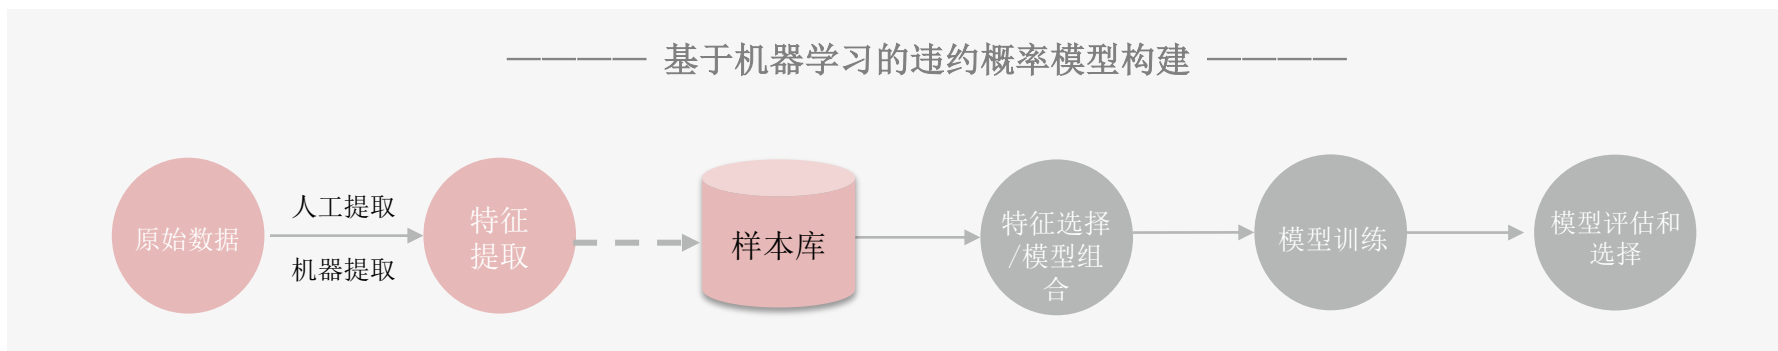 ———— 基于机器学习的违约概率模型构建 ————
原始数据
人工提取
机器提取
特征
提取
样本库
特征选择
/模型组
合
模型训练
模型评估和
选择